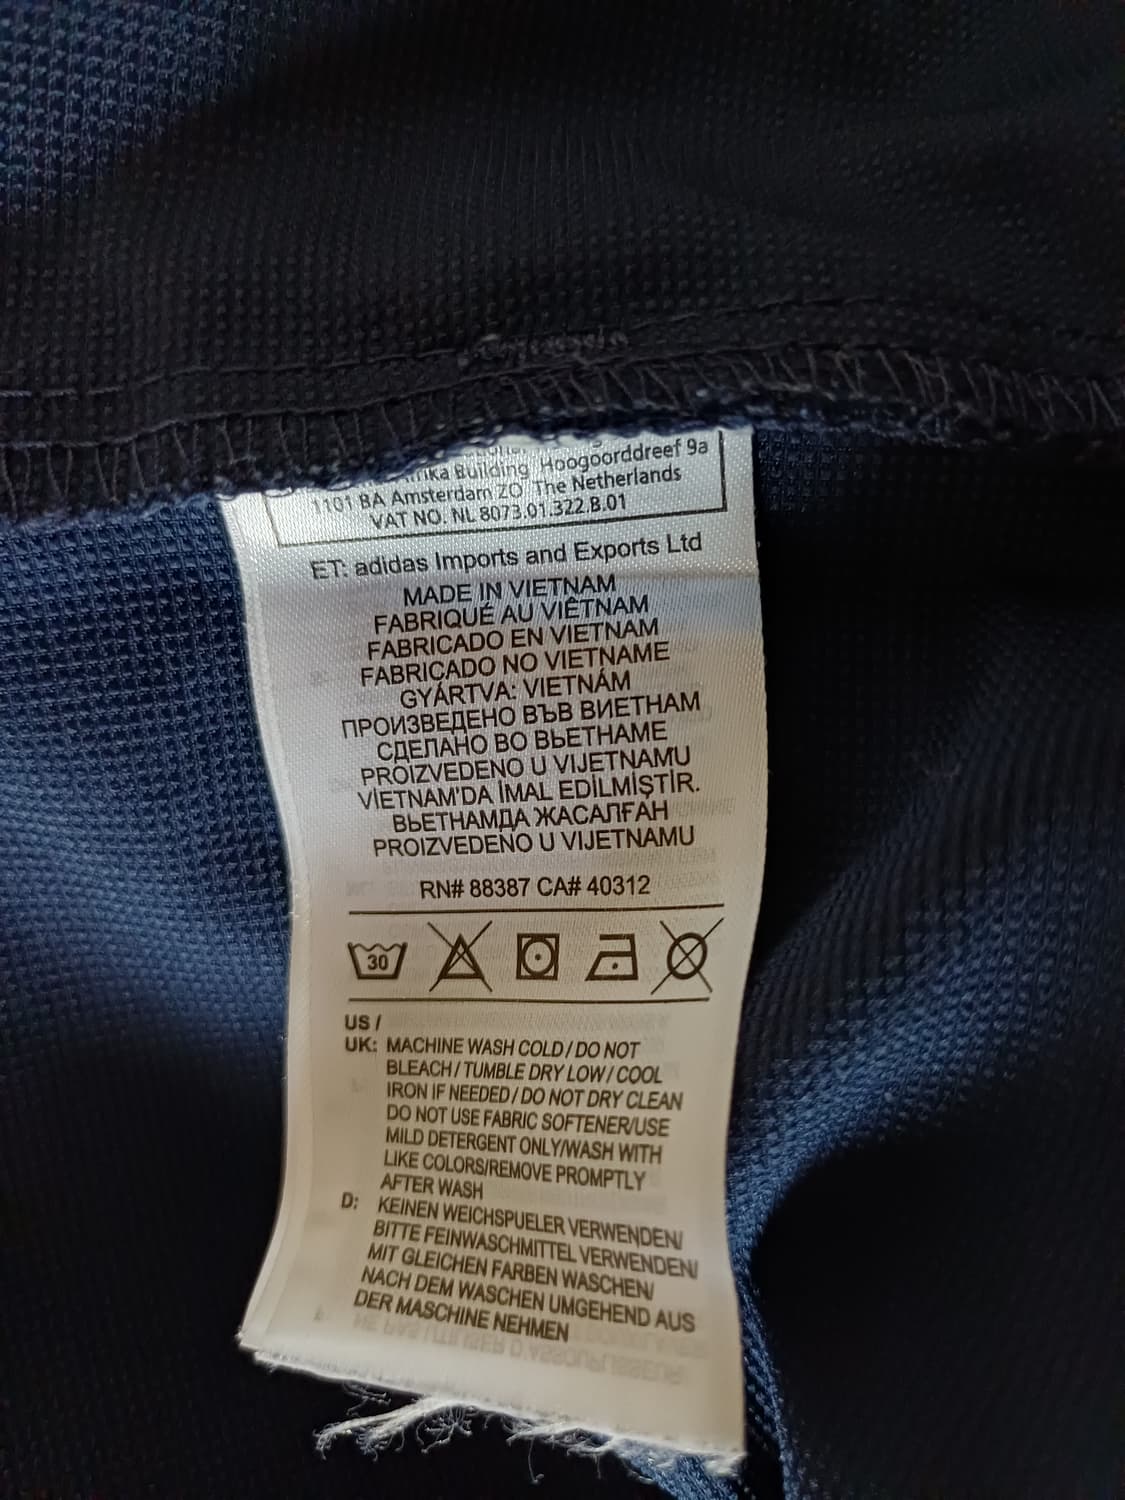 Building Hoogoorddreef 9a
1101 BA Amsterdam ZO The Netherlands
VAT NO. NL 8073.01.322.B.01
ET: adidas Imports and Exports Ltd
MADE IN VIETNAM
FABRIQUÉ AU VIÊTNAM
FABRICADO EN VIETNAM
FABRICADO NO VIETNAME
GYÁRTVA: VIETNÁM
ПРОИЗВЕДЕНО ВЪВ ВИЕТНАМ
СДЕЛАНО ВО ВЬЕТНАМЕ
PROIZVEDENO U VIJETNAMU
VİETNAM'DA İMAL EDİLMİŞTİR.
ВЬЕТНАМДА ЖАСАЛҒАН
PROIZVEDENO U VIJETNAMU
RN# 88387 CA# 40312
30
US /
UK: MACHINE WASH COLD / DO NOT
BLEACH / TUMBLE DRY LOW / COOL
IRON IF NEEDED / DO NOT DRY CLEAN
DO NOT USE FABRIC SOFTENER/USE
MILD DETERGENT ONLY/WASH WITH
LIKE COLORS/REMOVE PROMPTLY
AFTER WASH
D: KEINEN WEICHSPUELER VERWENDEN/
BITTE FEINWASCHMITTEL VERWENDEN/
MIT GLEICHEN FARBEN WASCHEN/
NACH DEM WASCHEN UMGEHEND AUS
DER MASCHINE NEHMEN